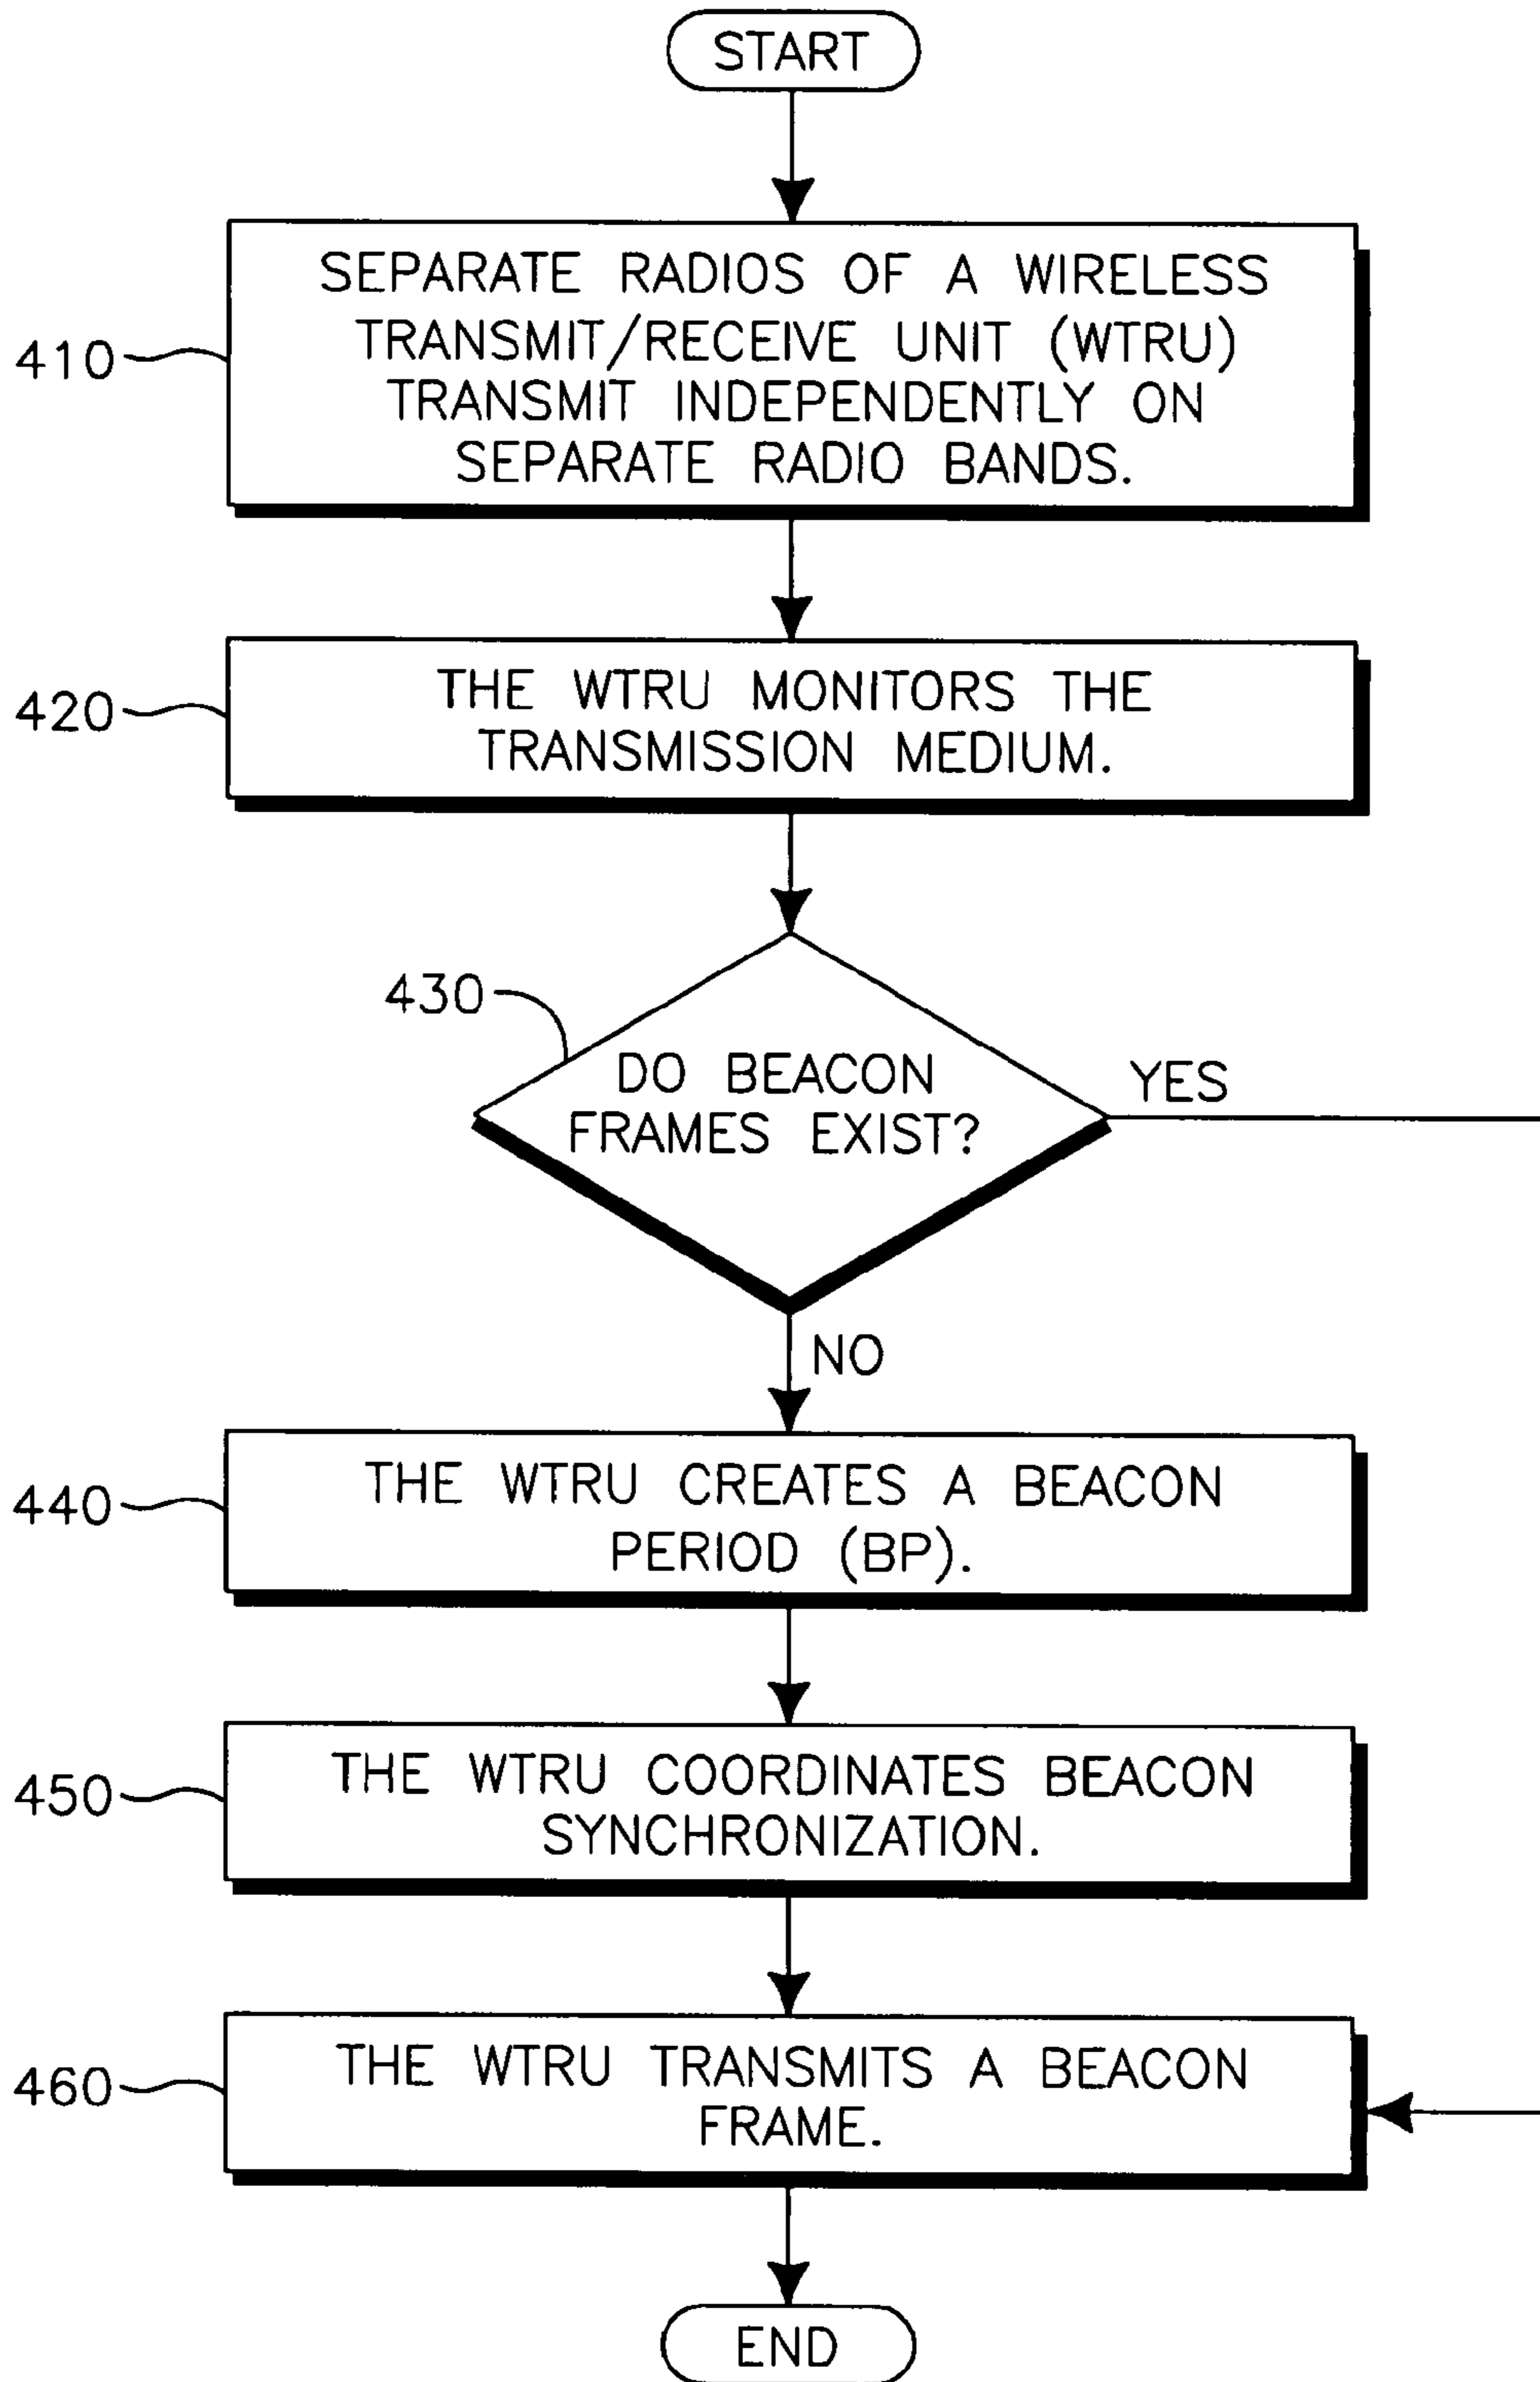 START
SEPARATE RADIOS OF A WIRELESS
TRANSMIT/RECEIVE UNIT (WTRU)
TRANSMIT INDEPENDENTLY ON
SEPARATE RADIO BANDS.
410
THE WTRU MONITORS THE
TRANSMISSION MEDIUM.
420
430
DO BEACON
FRAMES EXIST?
YES
NO
THE WTRU CREATES A BEACON
PERIOD (BP).
440
THE WTRU COORDINATES BEACON
SYNCHRONIZATION.
450
THE WTRU TRANSMITS A BEACON
FRAME.
460
END